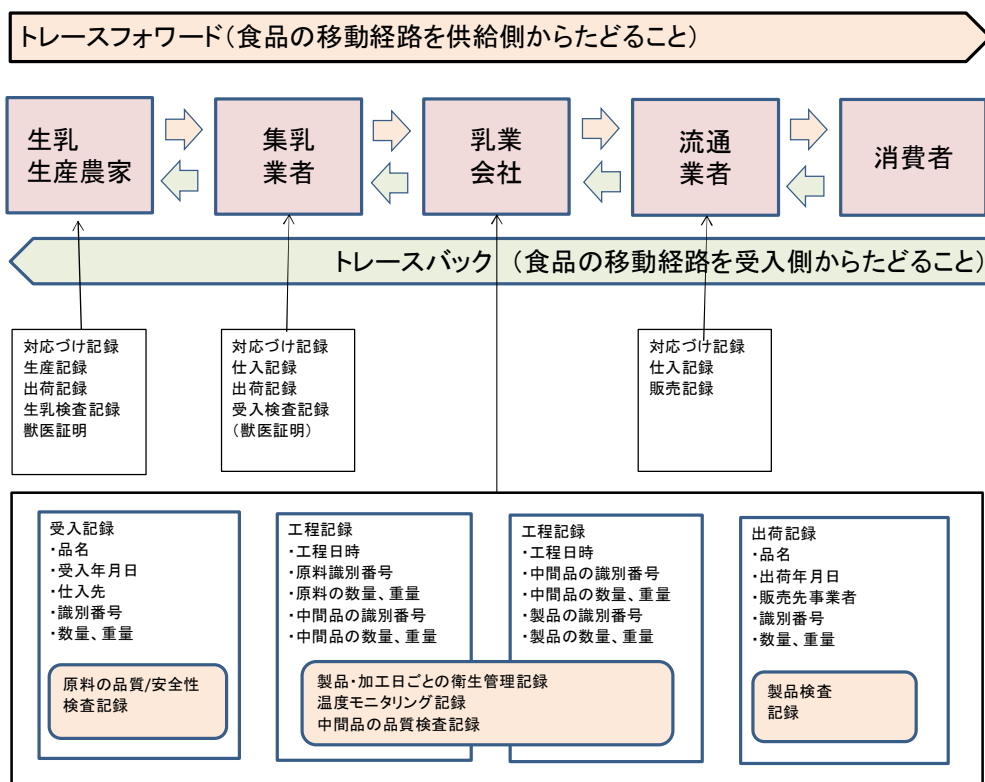 トレースフォワード（食品の移動経路を供給側からたどること）
生乳
生産農家
集乳
業者
乳業
会社
流通
業者
消費者
トレースバック （食品の移動経路を受入側からたどること）
対応づけ記録
生産記録
出荷記録
生乳検査記録
獣医証明
対応づけ記録
仕入記録
出荷記録
受入検査記録
（獣医証明）
対応づけ記録
仕入記録
販売記録
受入記録
・品名
・受入年月日
・仕入先
・識別番号
・数量、重量
原料の品質/安全性
検査記録
工程記録
・工程日時
・原料識別番号
・原料の数量、重量
・中間品の識別番号
・中間品の数量、重量
工程記録
・工程日時
・中間品の識別番号
・中間品の数量、重量
・製品の識別番号
・製品の数量、重量
製品・加工日ごとの衛生管理記録
温度モニタリング記録
中間品の品質検査記録
出荷記録
・品名
・出荷年月日
・販売先事業者
・識別番号
・数量、重量
製品検査
記録